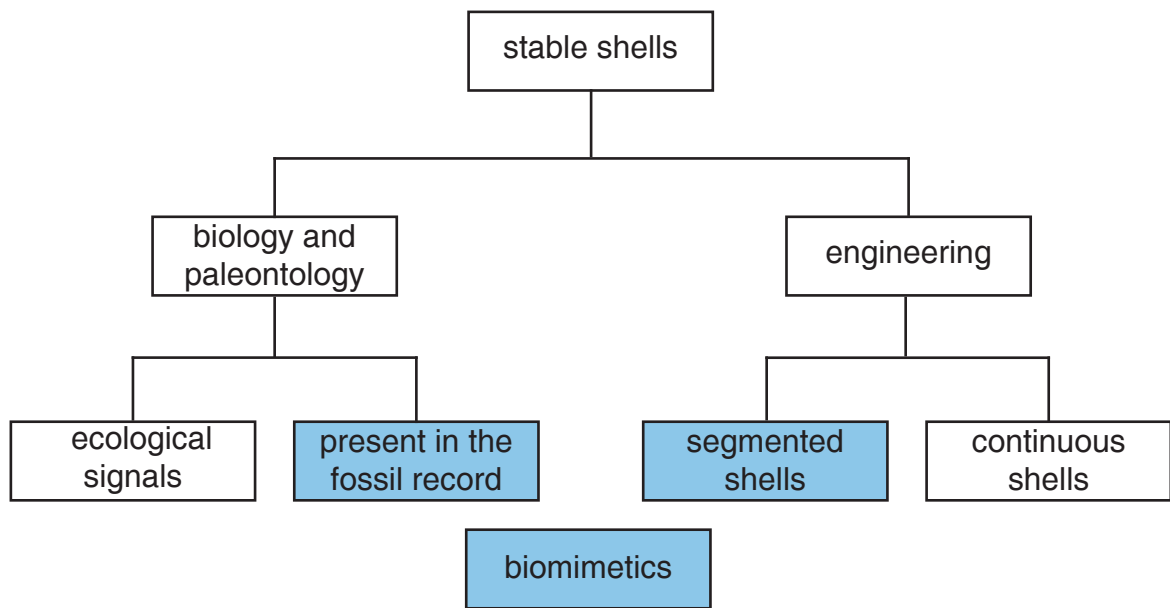 stable shells
biology and
paleontology
engineering
ecological
signals
present in the
fossil record
segmented
shells
continuous
shells
biomimetics